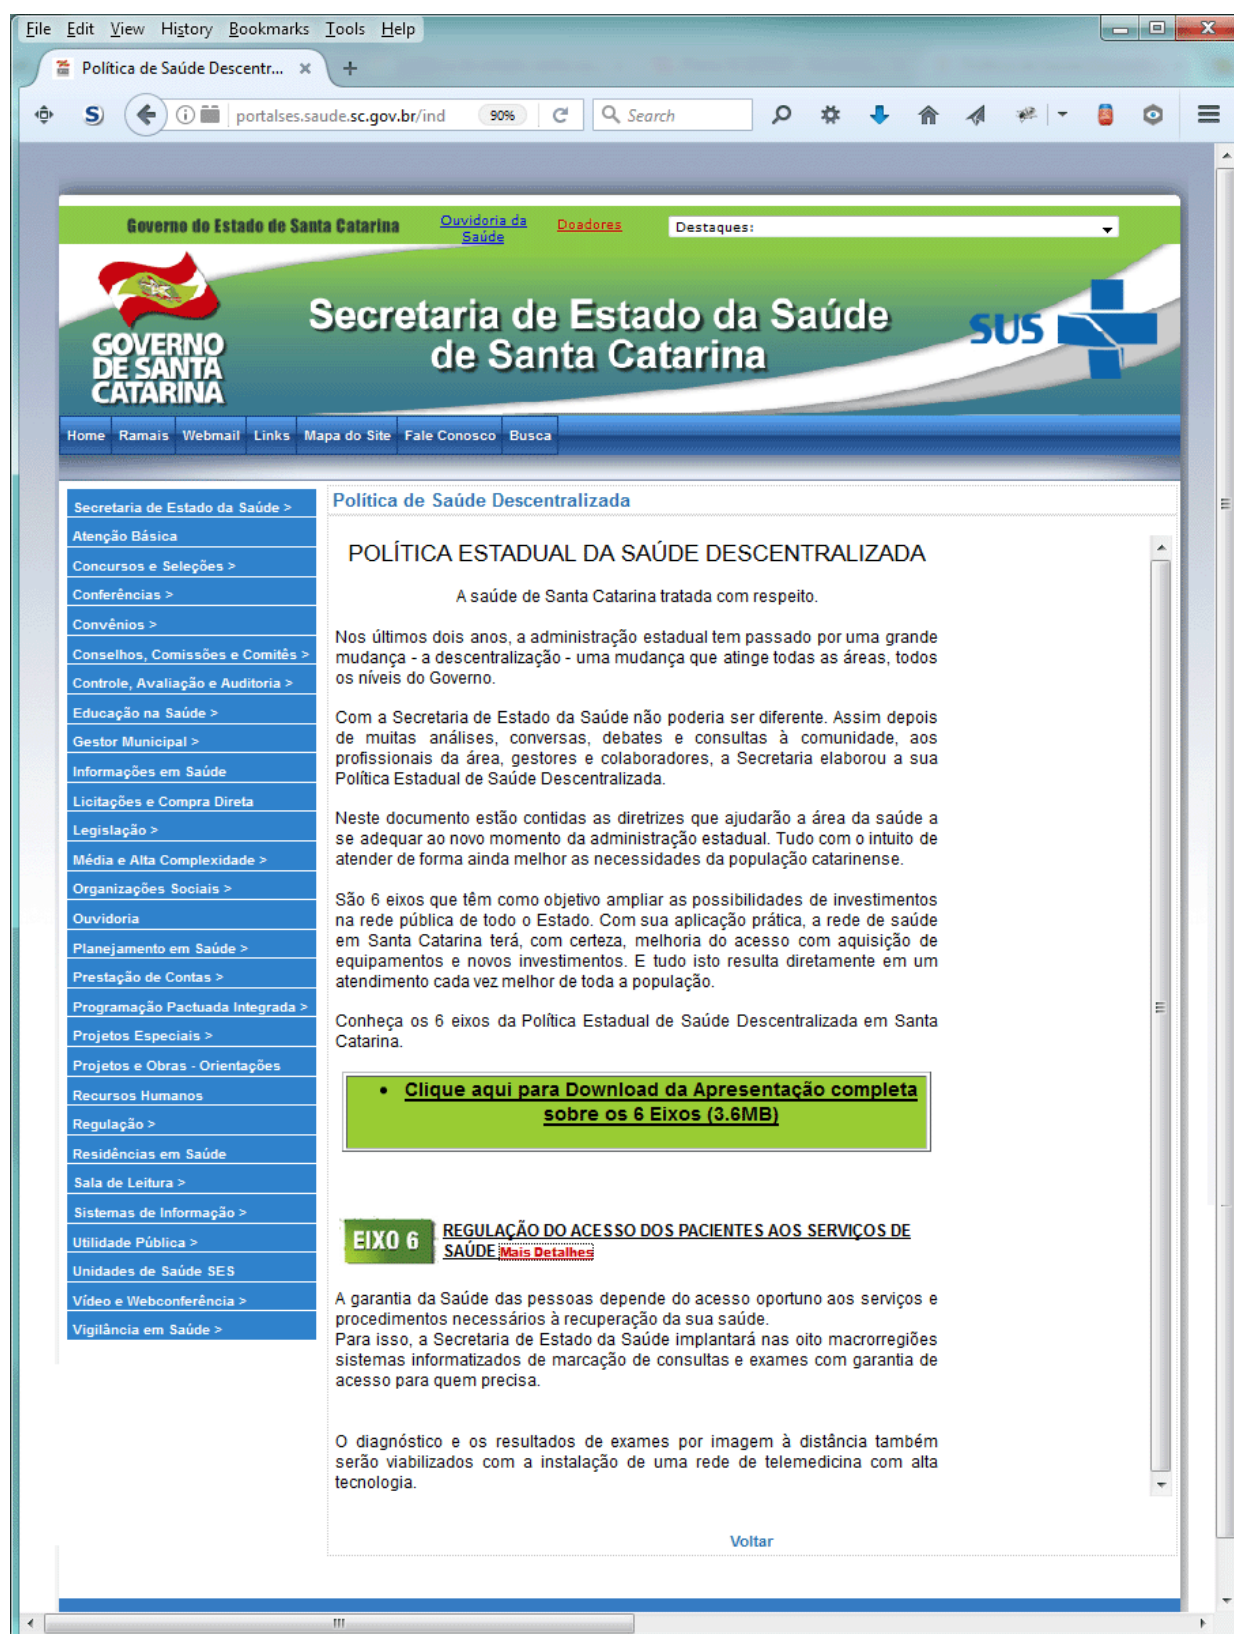 File Edit View History Bookmarks Tools Help
Política de Saúde Descentr...
portalses.saude.sc.gov.br/ind 90% Search
Governo do Estado de Santa Catarina
Ouvidoria da
Saúde
Doadores
Destaques:
GOVERNO
DE SANTA
CATARINA
Secretaria de Estado da Saúde
de Santa Catarina
SUS
Home Ramais Webmail Links Mapa do Site Fale Conosco Busca
Secretaria de Estado da Saúde >
Atenção Básica
Concursos e Seleções >
Conferências >
Convênios >
Conselhos, Comissões e Comitês >
Controle, Avaliação e Auditoria >
Educação na Saúde >
Gestor Municipal >
Informações em Saúde
Licitações e Compra Direta
Legislação >
Média e Alta Complexidade >
Organizações Sociais >
Ouvidoria
Planejamento em Saúde >
Prestação de Contas >
Programação Pactuada Integrada >
Projetos Especiais >
Projetos e Obras - Orientações
Recursos Humanos
Regulação >
Residências em Saúde
Sala de Leitura >
Sistemas de Informação >
Utilidade Pública >
Unidades de Saúde SES
Vídeo e Webconferência >
Vigilância em Saúde >
Política de Saúde Descentralizada
POLÍTICA ESTADUAL DA SAÚDE DESCENTRALIZADA
A saúde de Santa Catarina tratada com respeito.
Nos últimos dois anos, a administração estadual tem passado por uma grande
mudança - a descentralização - uma mudança que atinge todas as áreas, todos
os níveis do Governo.
Com a Secretaria de Estado da Saúde não poderia ser diferente. Assim depois
de muitas análises, conversas, debates e consultas à comunidade, aos
profissionais da área, gestores e colaboradores, a Secretaria elaborou a sua
Política Estadual de Saúde Descentralizada.
Neste documento estão contidas as diretrizes que ajudarão a área da saúde a
se adequar ao novo momento da administração estadual. Tudo com o intuito de
atender de forma ainda melhor as necessidades da população catarinense.
São 6 eixos que têm como objetivo ampliar as possibilidades de investimentos
na rede pública de todo o Estado. Com sua aplicação prática, a rede de saúde
em Santa Catarina terá, com certeza, melhoria do acesso com aquisição de
equipamentos e novos investimentos. E tudo isto resulta diretamente em um
atendimento cada vez melhor de toda a população.
Conheça os 6 eixos da Política Estadual de Saúde Descentralizada em Santa
Catarina.
• Clique aqui para Download da Apresentação completa
sobre os 6 Eixos (3.6MB)
EIXO 6
REGULAÇÃO DO ACESSO DOS PACIENTES AOS SERVIÇOS DE
SAÚDE Mais Detalhes
A garantia da Saúde das pessoas depende do acesso oportuno aos serviços e
procedimentos necessários à recuperação da sua saúde.
Para isso, a Secretaria de Estado da Saúde implantará nas oito macrorregiões
sistemas informatizados de marcação de consultas e exames com garantia de
acesso para quem precisa.
O diagnóstico e os resultados de exames por imagem à distância também
serão viabilizados com a instalação de uma rede de telemedicina com alta
tecnologia.
Voltar